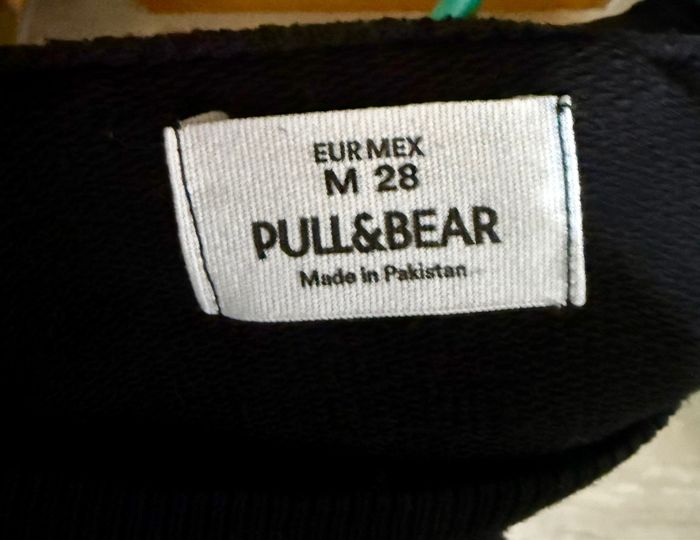 EUR MEX
M 28
PULL&BEAR
Made in Pakistan